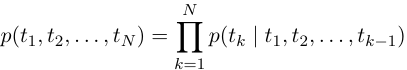 p(t_1, t_2, \ldots, t_N) = \prod_{k=1}^{N} p(t_k \mid t_1, t_2, \ldots, t_{k-1})